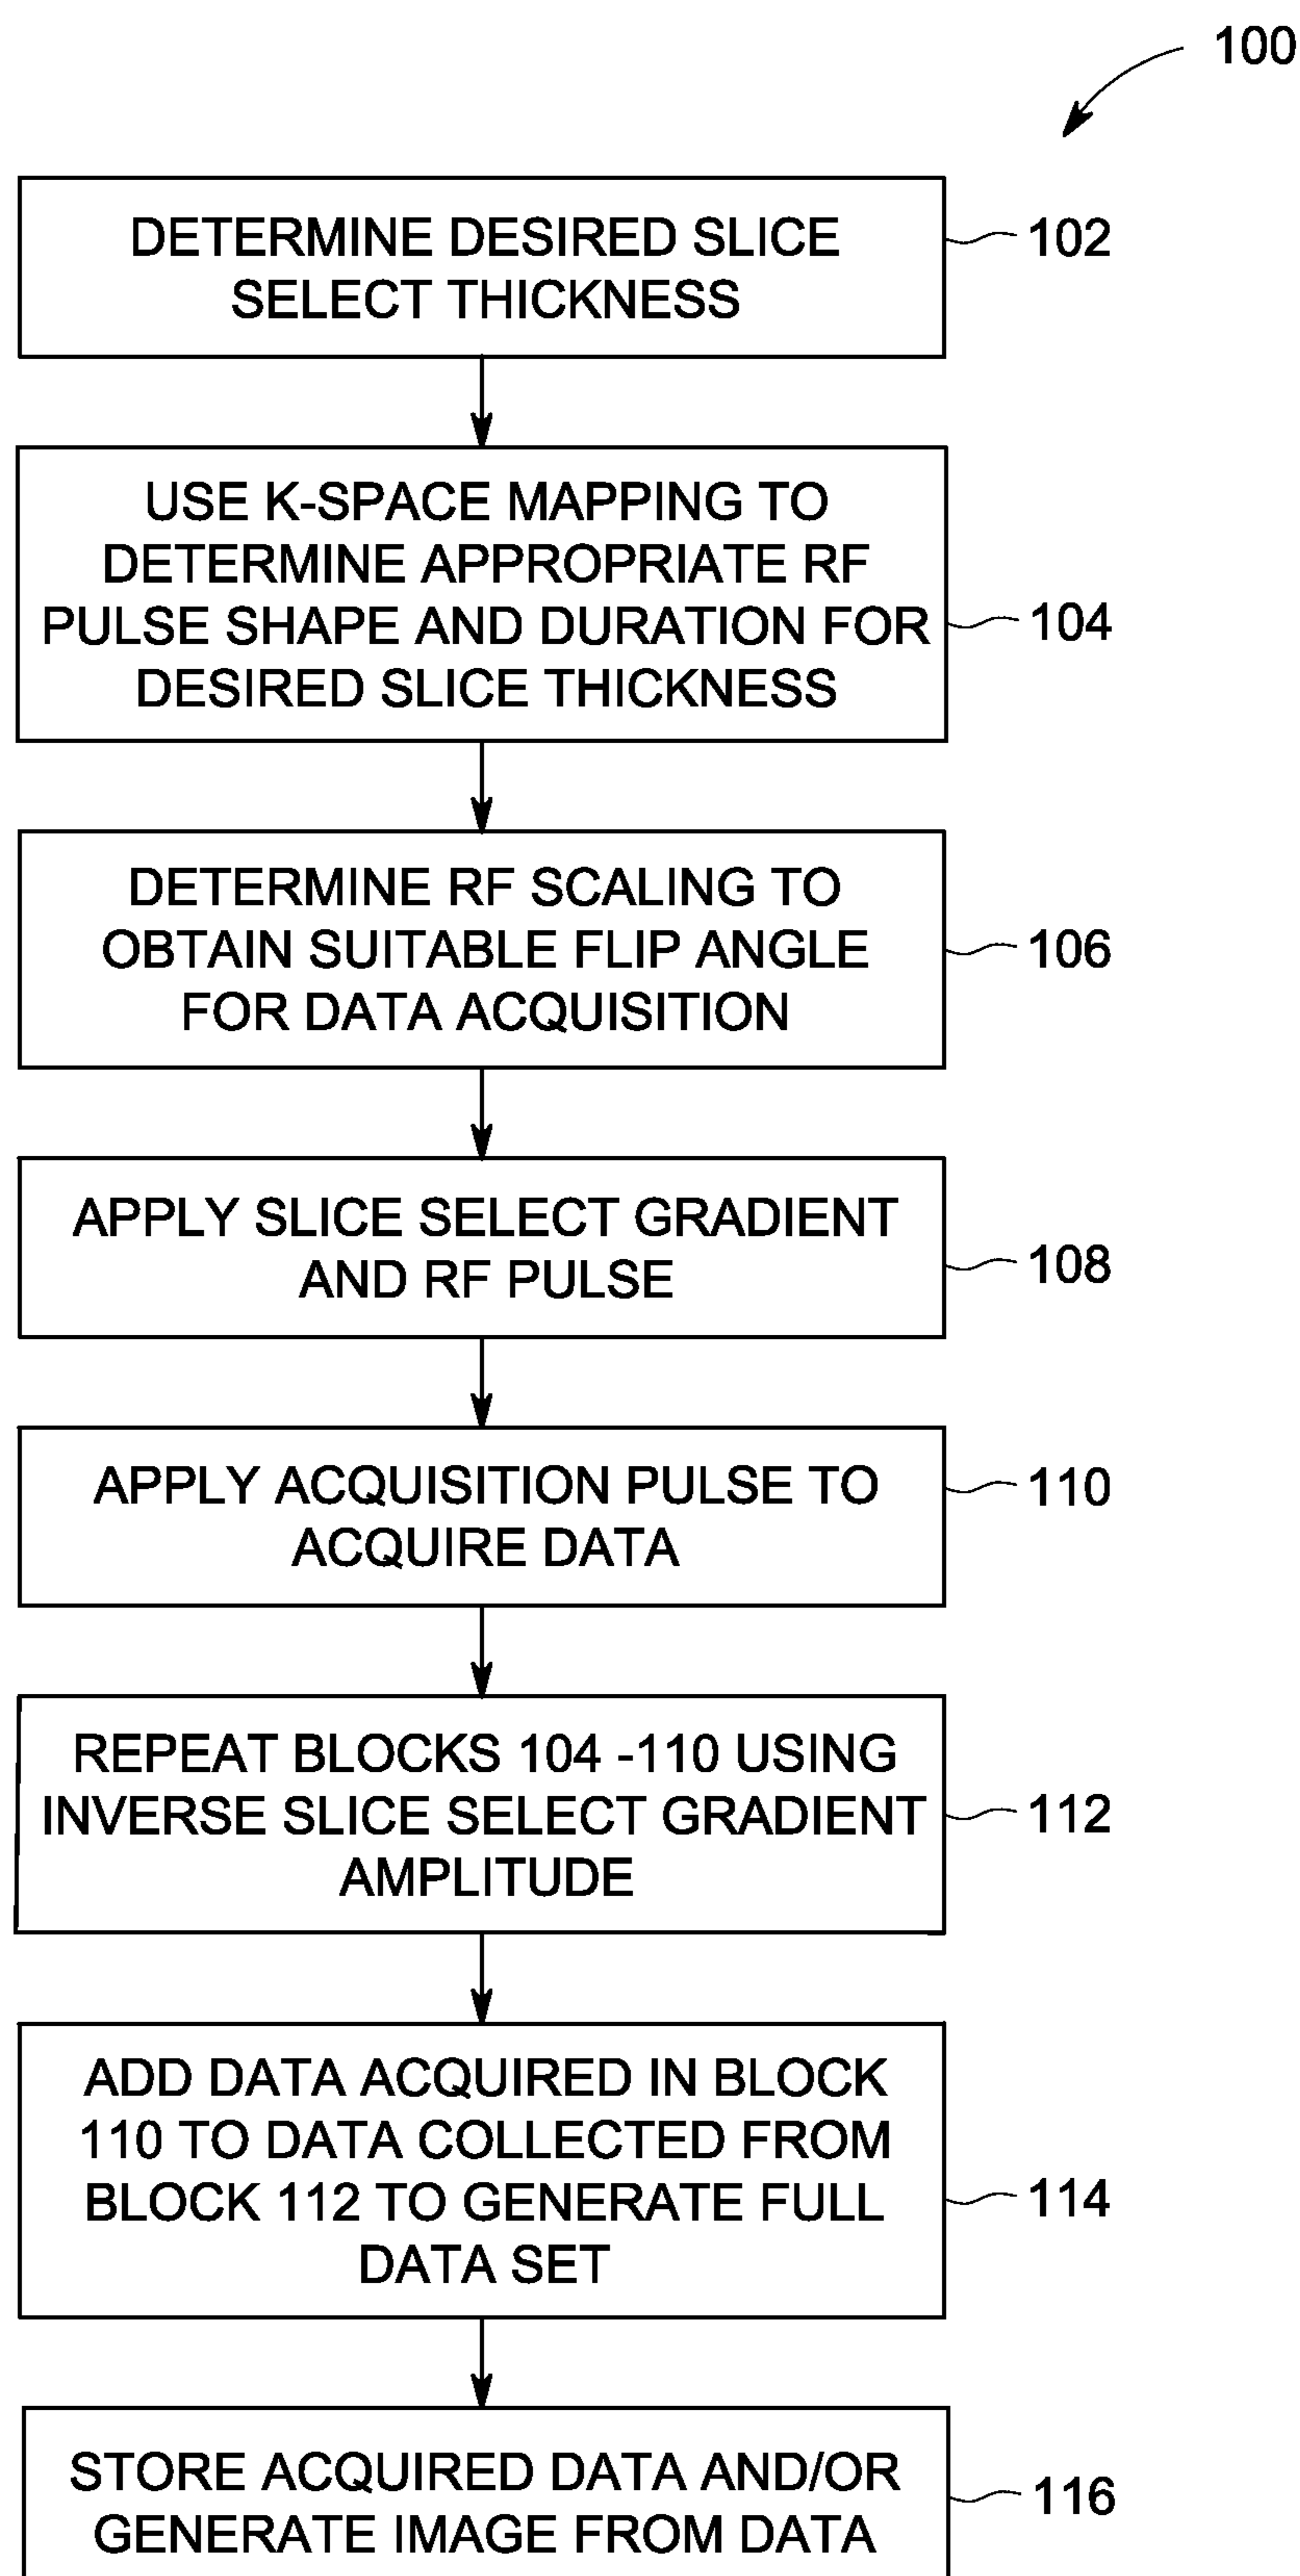 100
DETERMINE DESIRED SLICE
SELECT THICKNESS
102
USE K-SPACE MAPPING TO
DETERMINE APPROPRIATE RF
PULSE SHAPE AND DURATION FOR
DESIRED SLICE THICKNESS
104
DETERMINE RF SCALING TO
OBTAIN SUITABLE FLIP ANGLE
FOR DATA ACQUISITION
106
APPLY SLICE SELECT GRADIENT
AND RF PULSE
108
APPLY ACQUISITION PULSE TO
ACQUIRE DATA
110
REPEAT BLOCKS 104 -110 USING
INVERSE SLICE SELECT GRADIENT
AMPLITUDE
112
ADD DATA ACQUIRED IN BLOCK
110 TO DATA COLLECTED FROM
BLOCK 112 TO GENERATE FULL
DATA SET
114
STORE ACQUIRED DATA AND/OR
GENERATE IMAGE FROM DATA
116